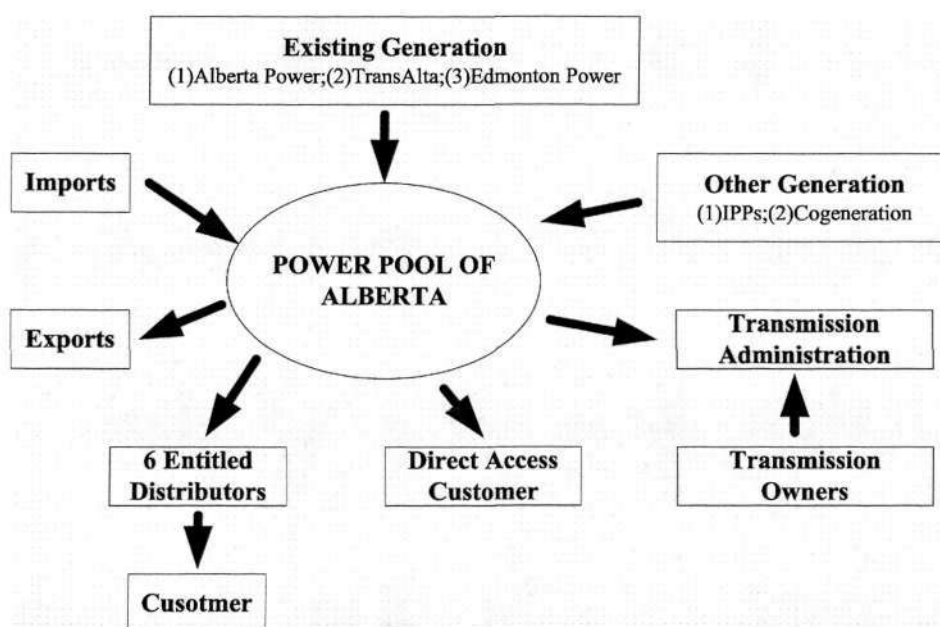 Existing Generation
(1)Alberta Power;(2)TransAlta;(3)Edmonton Power
Imports
Other Generation
(1)IPPs;(2)Cogeneration
POWER POOL OF
ALBERTA
Exports
Transmission
Administration
6 Entitled
Distributors
Direct Access
Customer
Transmission
Owners
Cusotmer